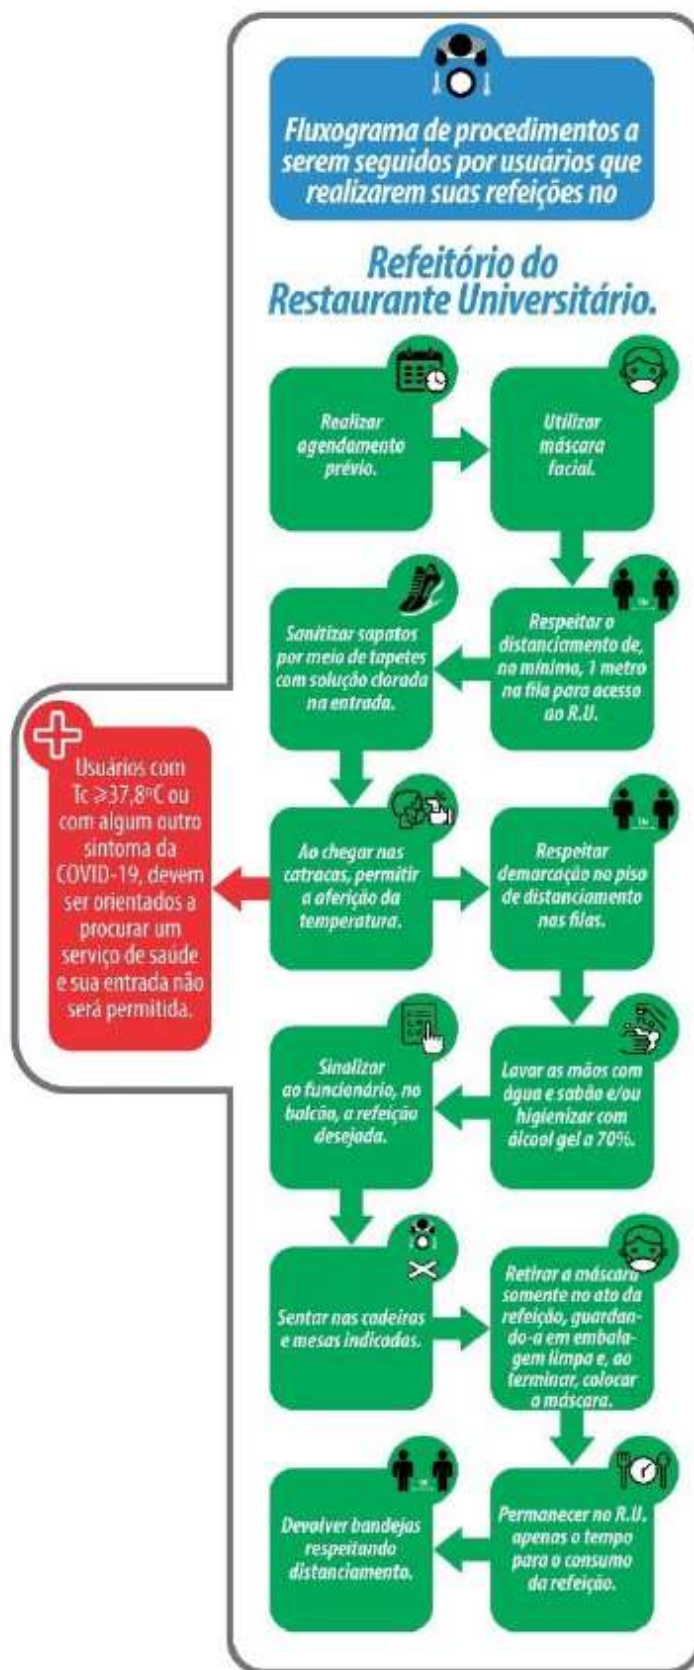 Fluxograma de procedimentos a
serem seguidos por usuários que
realizarem suas refeições no
Refeitório do
Restaurante Universitário.
Realizar
agendamento
prévio.
Utilizar
máscara
facial.
Respeitar o
distanciamento de,
no mínimo, 1 metro
na fila para acesso
ao R.U.
Sanitizar sapatos
por meio de tapetes
com solução clorada
na entrada.
Ao chegar nas
catracas, permitir
a aferição da
temperatura.
Usuários com
Tc ⩾37,8ºC ou
com algum outro
sintoma da
COVID-19, devem
ser orientados a
procurar um
serviço de saúde
e sua entrada não
será permitida.
Respeitar
demarcação no piso
de distanciamento
nas filas.
Lavar as mãos com
água e sabão e/ou
higienizar com
álcool gel a 70%.
Sinalizar
ao funcionário, no
balcão, a refeição
desejada.
Sentar nas cadeiras
e mesas indicadas.
Retirar a máscara
somente no ato da
refeição, guardan-
do-a em embala-
gem limpa e, ao
terminar, colocar
a máscara.
Permanecer no R.U.
apenas o tempo
para o consumo
da refeição.
Devolver bandejas
respeitando
distanciamento.